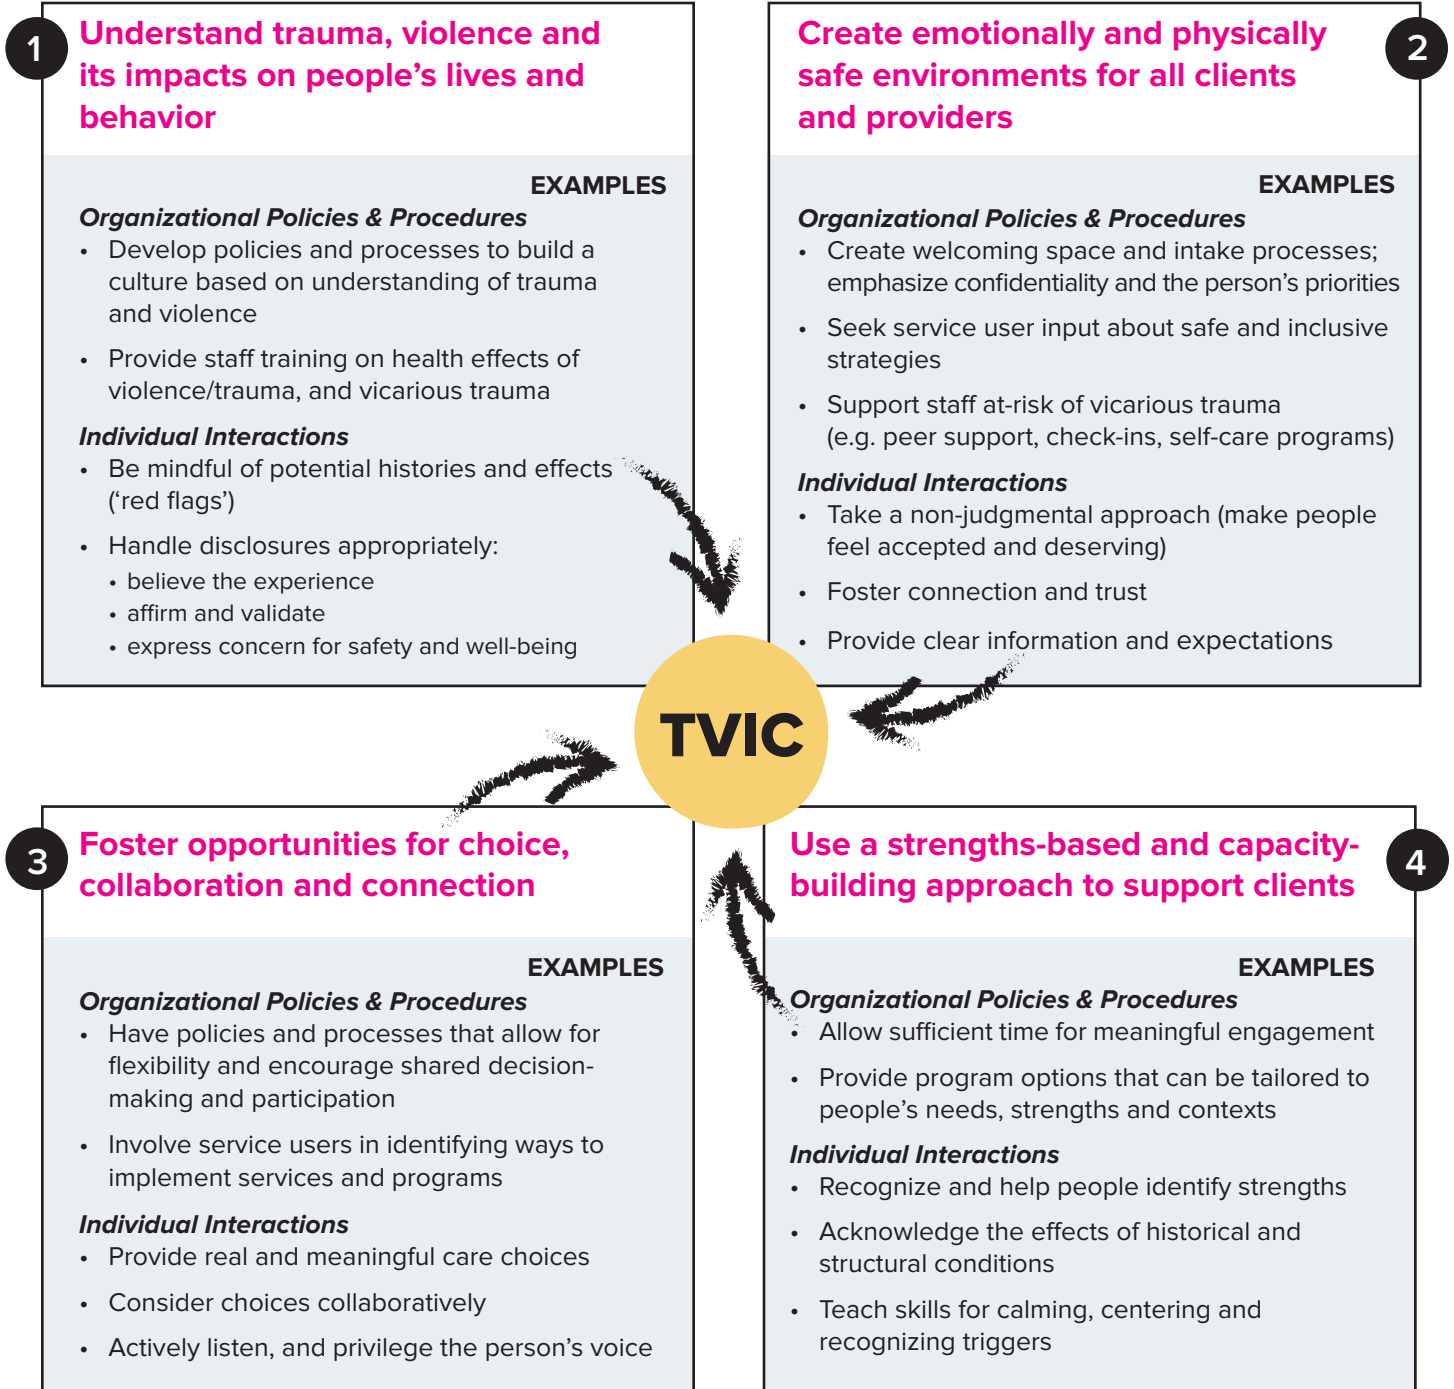 1
Understand trauma, violence and
its impacts on people’s lives and
behavior
EXAMPLES
Organizational Policies & Procedures
• Develop policies and processes to build a
culture based on understanding of trauma
and violence
• Provide staff training on health effects of
violence/trauma, and vicarious trauma
Individual Interactions
• Be mindful of potential histories and effects
(‘red flags’)
• Handle disclosures appropriately:
• believe the experience
• affirm and validate
• express concern for safety and well-being
2
Create emotionally and physically
safe environments for all clients
and providers
EXAMPLES
Organizational Policies & Procedures
• Create welcoming space and intake processes;
emphasize confidentiality and the person’s priorities
• Seek service user input about safe and inclusive
strategies
• Support staff at-risk of vicarious trauma
(e.g. peer support, check-ins, self-care programs)
Individual Interactions
• Take a non-judgmental approach (make people
feel accepted and deserving)
• Foster connection and trust
• Provide clear information and expectations
TVIC
3
Foster opportunities for choice,
collaboration and connection
EXAMPLES
Organizational Policies & Procedures
• Have policies and processes that allow for
flexibility and encourage shared decision-
making and participation
• Involve service users in identifying ways to
implement services and programs
Individual Interactions
• Provide real and meaningful care choices
• Consider choices collaboratively
• Actively listen, and privilege the person’s voice
4
Use a strengths-based and capacity-
building approach to support clients
EXAMPLES
Organizational Policies & Procedures
• Allow sufficient time for meaningful engagement
• Provide program options that can be tailored to
people’s needs, strengths and contexts
Individual Interactions
• Recognize and help people identify strengths
• Acknowledge the effects of historical and
structural conditions
• Teach skills for calming, centering and
recognizing triggers